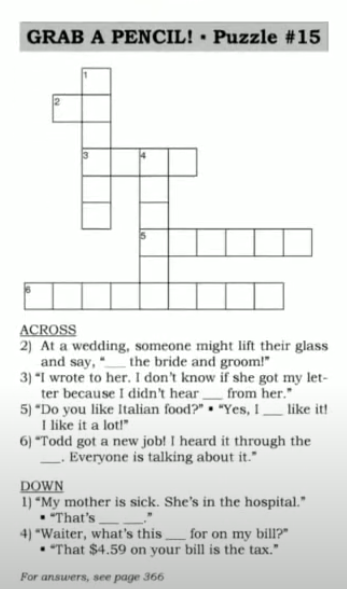 GRAB A PENCIL! • Puzzle #15
1
2
3 4
5
6
ACROSS
2) At a wedding, someone might lift their glass
and say, "___ the bride and groom!"
3) "I wrote to her. I don't know if she got my let-
ter because I didn't hear ___ from her."
5) "Do you like Italian food?" ▪ "Yes, I ___ like it!
I like it a lot!"
6) "Todd got a new job! I heard it through the
___. Everyone is talking about it."
DOWN
1) "My mother is sick. She's in the hospital."
▪ "That's ___ ___."
4) "Waiter, what's this ___ for on my bill?"
▪ "That $4.59 on your bill is the tax."
For answers, see page 366